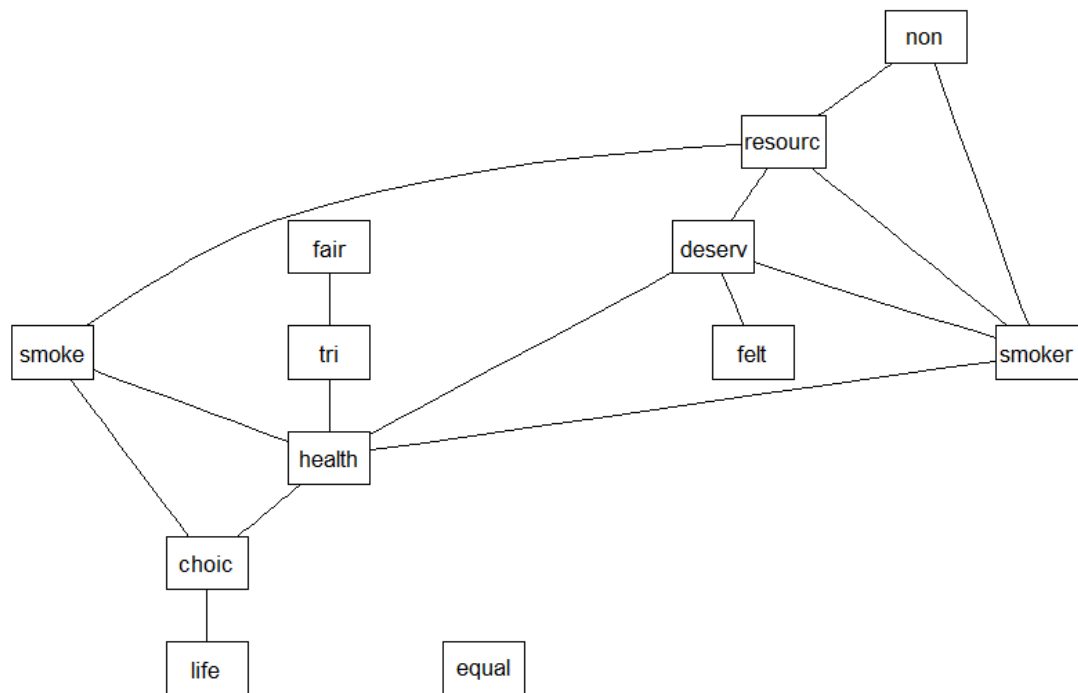 non
resourc
fair
deserv
smoke
tri
felt
smoker
health
choic
life
equal